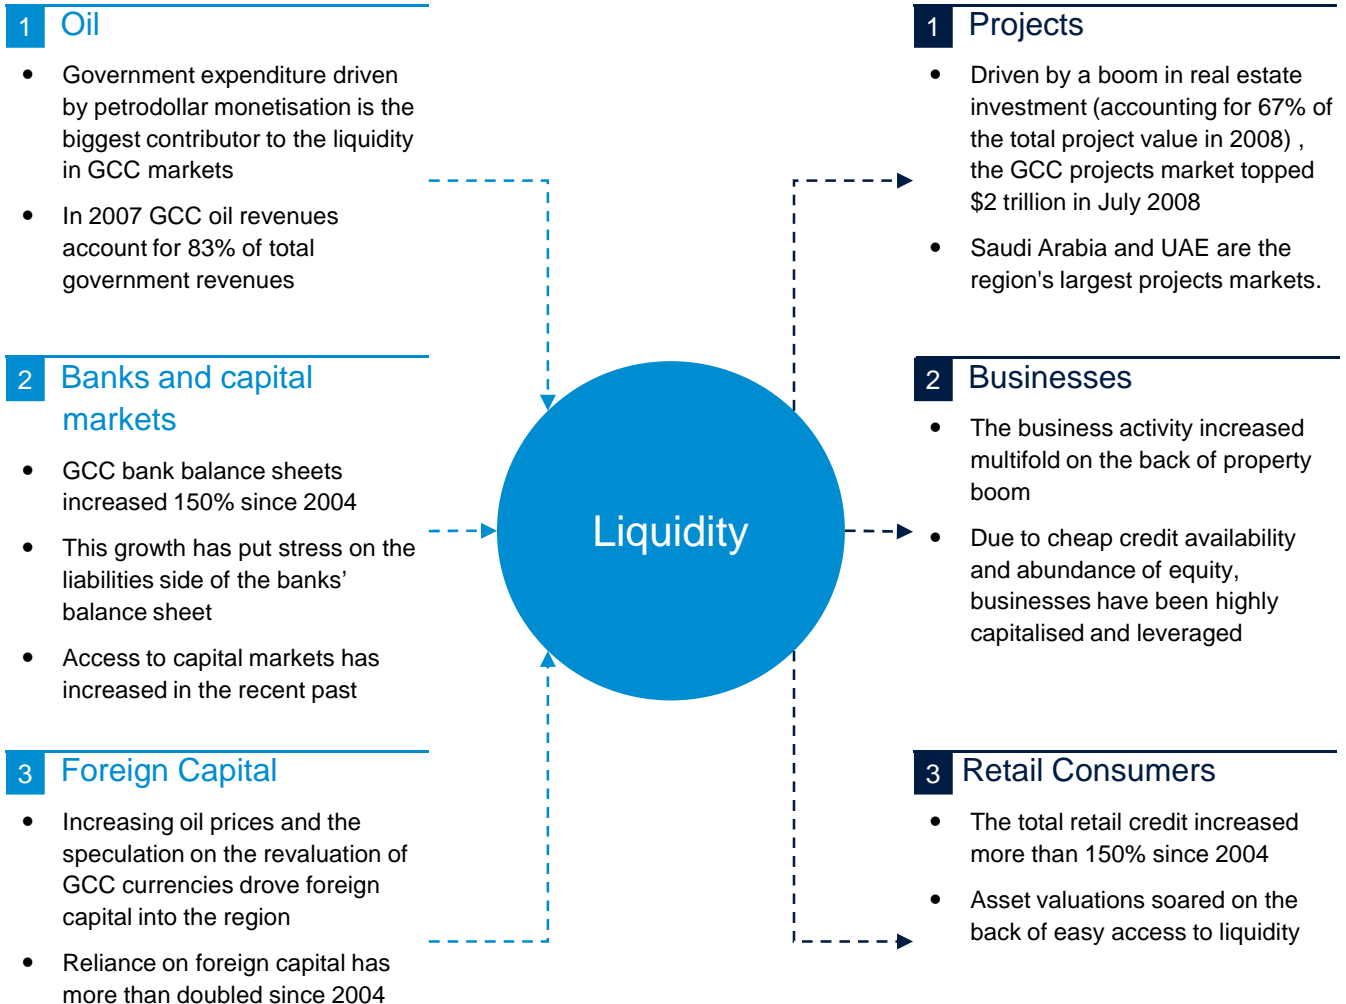 1 Oil
• Government expenditure driven
by petrodollar monetisation is the
biggest contributor to the liquidity
in GCC markets
• In 2007 GCC oil revenues
account for 83% of total
government revenues
2 Banks and capital
markets
• GCC bank balance sheets
increased 150% since 2004
• This growth has put stress on the
liabilities side of the banks’
balance sheet
• Access to capital markets has
increased in the recent past
3 Foreign Capital
• Increasing oil prices and the
speculation on the revaluation of
GCC currencies drove foreign
capital into the region
• Reliance on foreign capital has
more than doubled since 2004
Liquidity
1 Projects
• Driven by a boom in real estate
investment (accounting for 67% of
the total project value in 2008) ,
the GCC projects market topped
$2 trillion in July 2008
• Saudi Arabia and UAE are the
region's largest projects markets.
2 Businesses
• The business activity increased
multifold on the back of property
boom
• Due to cheap credit availability
and abundance of equity,
businesses have been highly
capitalised and leveraged
3 Retail Consumers
• The total retail credit increased
more than 150% since 2004
• Asset valuations soared on the
back of easy access to liquidity